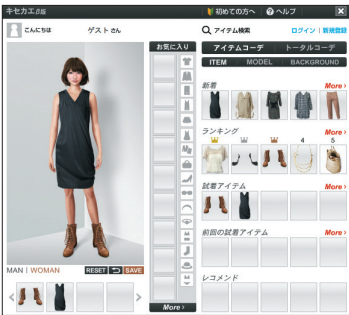 キセカエβ版
初めての方へ
ヘルプ
こんにちは ゲスト さん
アイテム検索
ログイン | 新規登録
お気に入り
アイテムコーデ
トータルコーデ
ITEM
MODEL
BACKGROUND
新着
More
ランキング
More
4
5
試着アイテム
More
前回の試着アイテム
More
レコメンド
MAN | WOMAN
RESET
SAVE
More